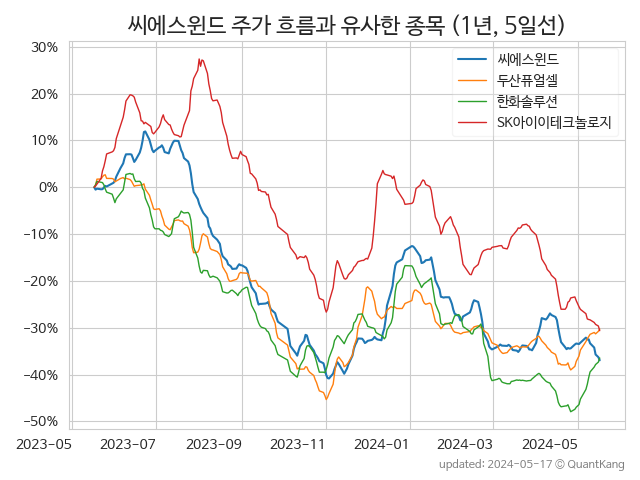 씨에스윈드 주가 흐름과 유사한 종목 (1년, 5일선)
씨에스윈드
두산퓨얼셀
한화솔루션
SK아이이테크놀로지
30%
20%
10%
0%
−10%
−20%
−30%
−40%
−50%
2023-05 2023-07 2023-09 2023-11 2024-01 2024-03 2024-05
updated: 2024-05-17 © QuantKang